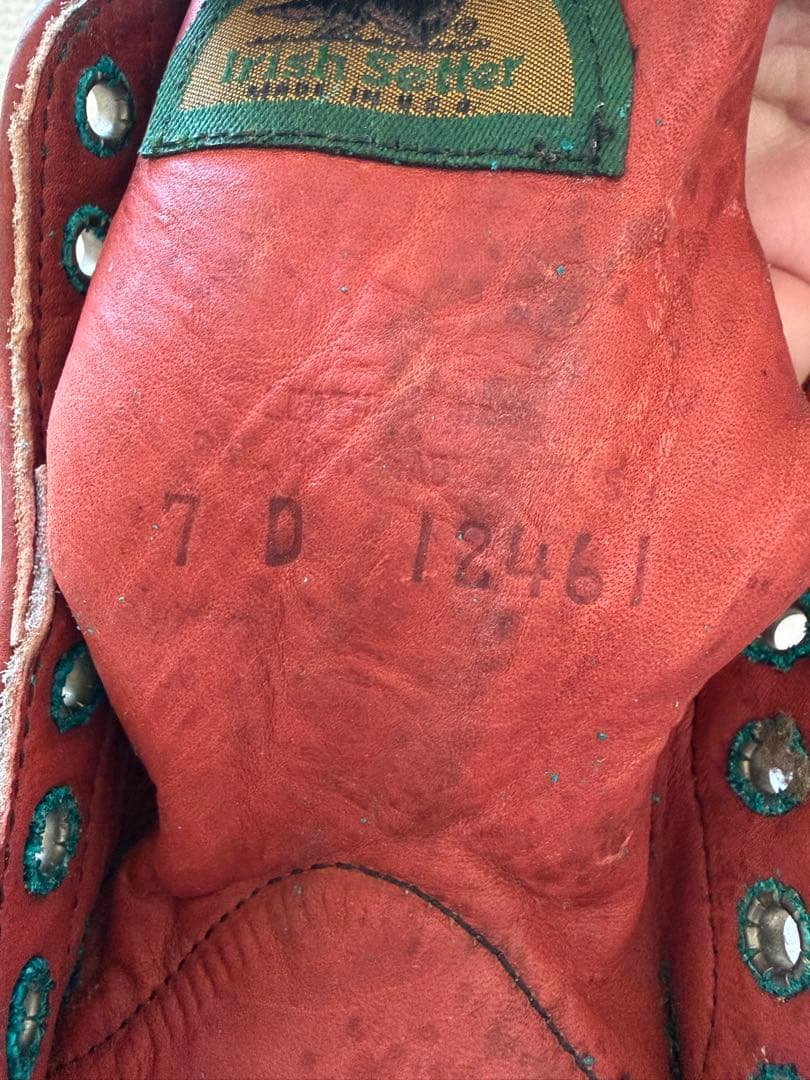 Irish Setter
MADE IN U.S.A
7 D 12461